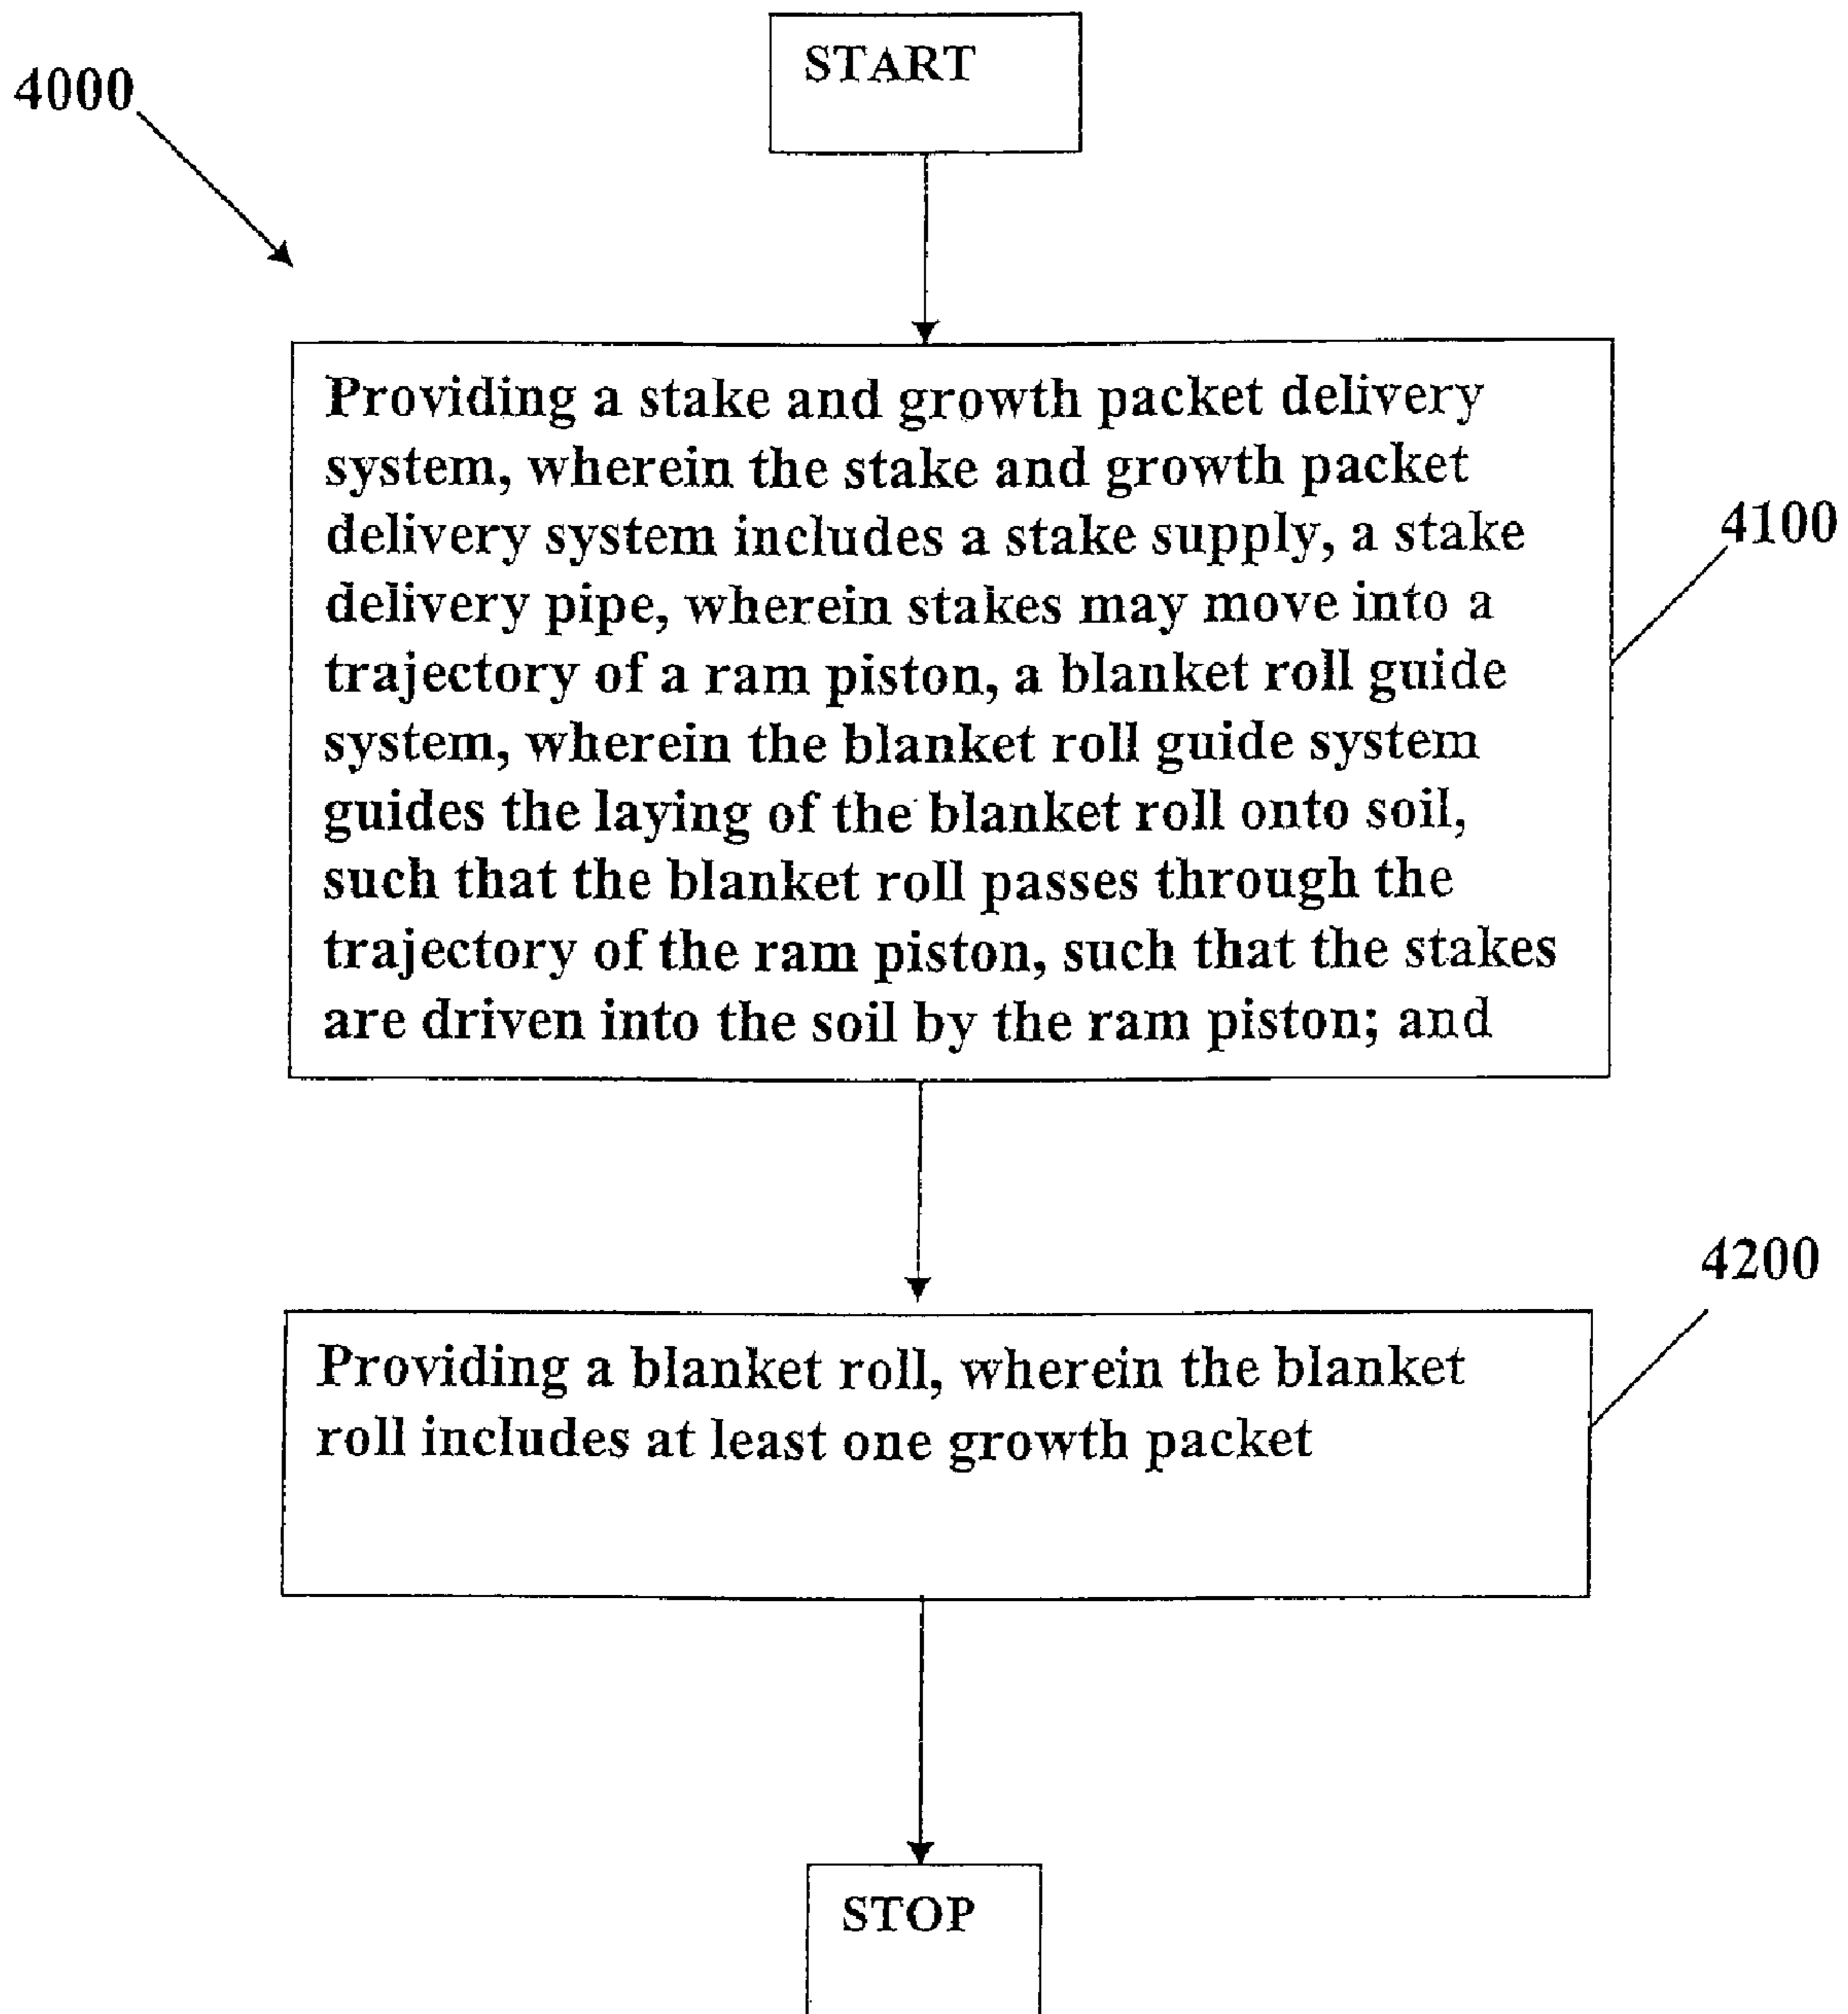 START
4000
Providing a stake and growth packet delivery
system, wherein the stake and growth packet
delivery system includes a stake supply, a stake
delivery pipe, wherein stakes may move into a
trajectory of a ram piston, a blanket roll guide
system, wherein the blanket roll guide system
guides the laying of the blanket roll onto soil,
such that the blanket roll passes through the
trajectory of the ram piston, such that the stakes
are driven into the soil by the ram piston; and
4100
4200
Providing a blanket roll, wherein the blanket
roll includes at least one growth packet
STOP